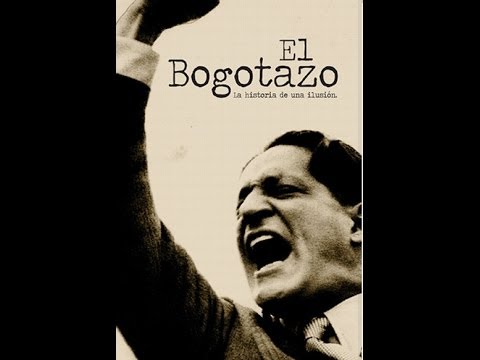 El
Bogotazo
La historia de una ilusión.